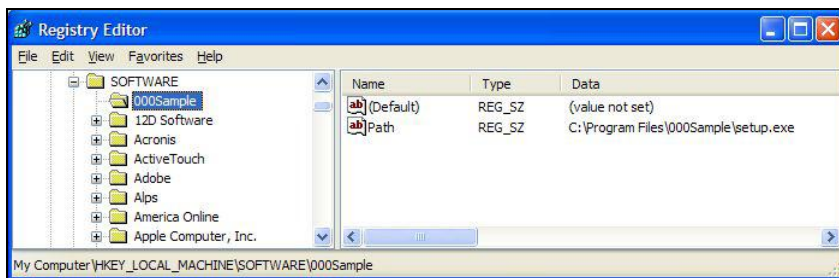 Registry Editor
File Edit View Favorites Help
SOFTWARE
000Sample
12D Software
Acronis
ActiveTouch
Adobe
Alps
America Online
Apple Computer, Inc.
Name Type Data
ab (Default) REG_SZ (value not set)
ab Path REG_SZ C:\Program Files\000Sample\setup.exe
My Computer\HKEY_LOCAL_MACHINE\SOFTWARE\000Sample